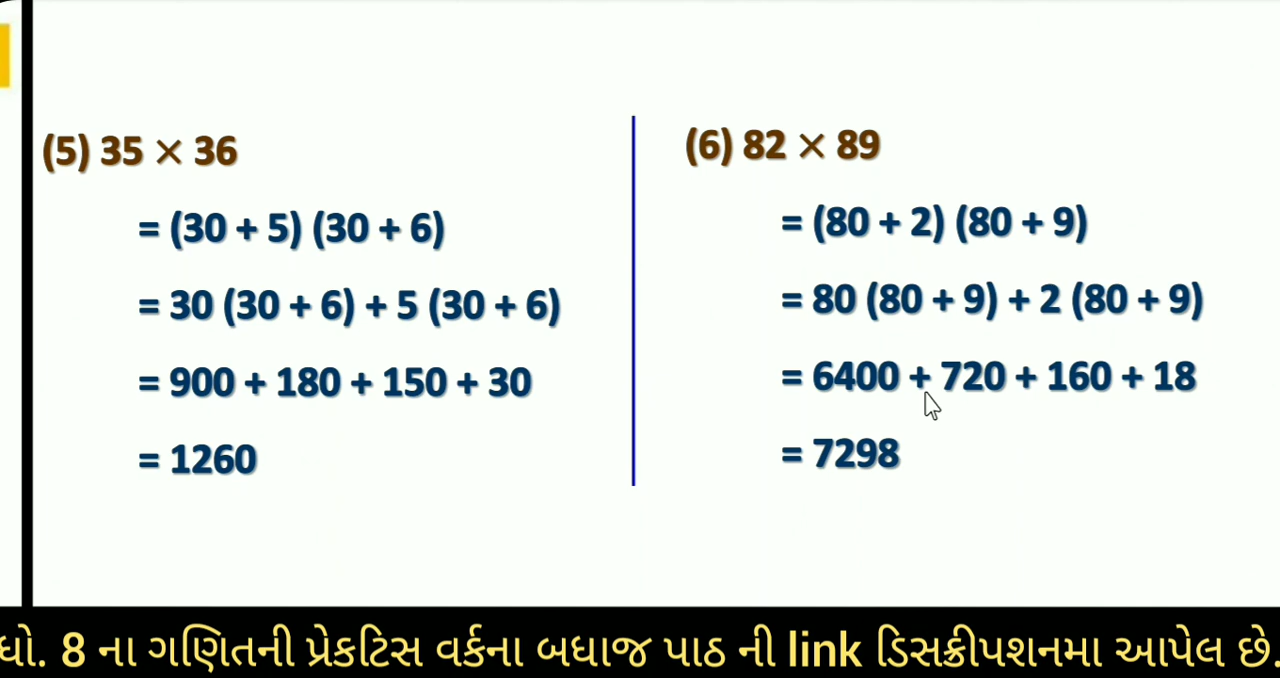 (5) 35 × 36
= (30 + 5) (30 + 6)
= 30 (30 + 6) + 5 (30 + 6)
= 900 + 180 + 150 + 30
= 1260
(6) 82 × 89
= (80 + 2) (80 + 9)
= 80 (80 + 9) + 2 (80 + 9)
= 6400 + 720 + 160 + 18
= 7298
ધો. 8 ના ગણિતની પ્રેકટિસ વર્કના બધાજ પાઠ ની link ડિસક્રીપશનમા આપેલ છે.